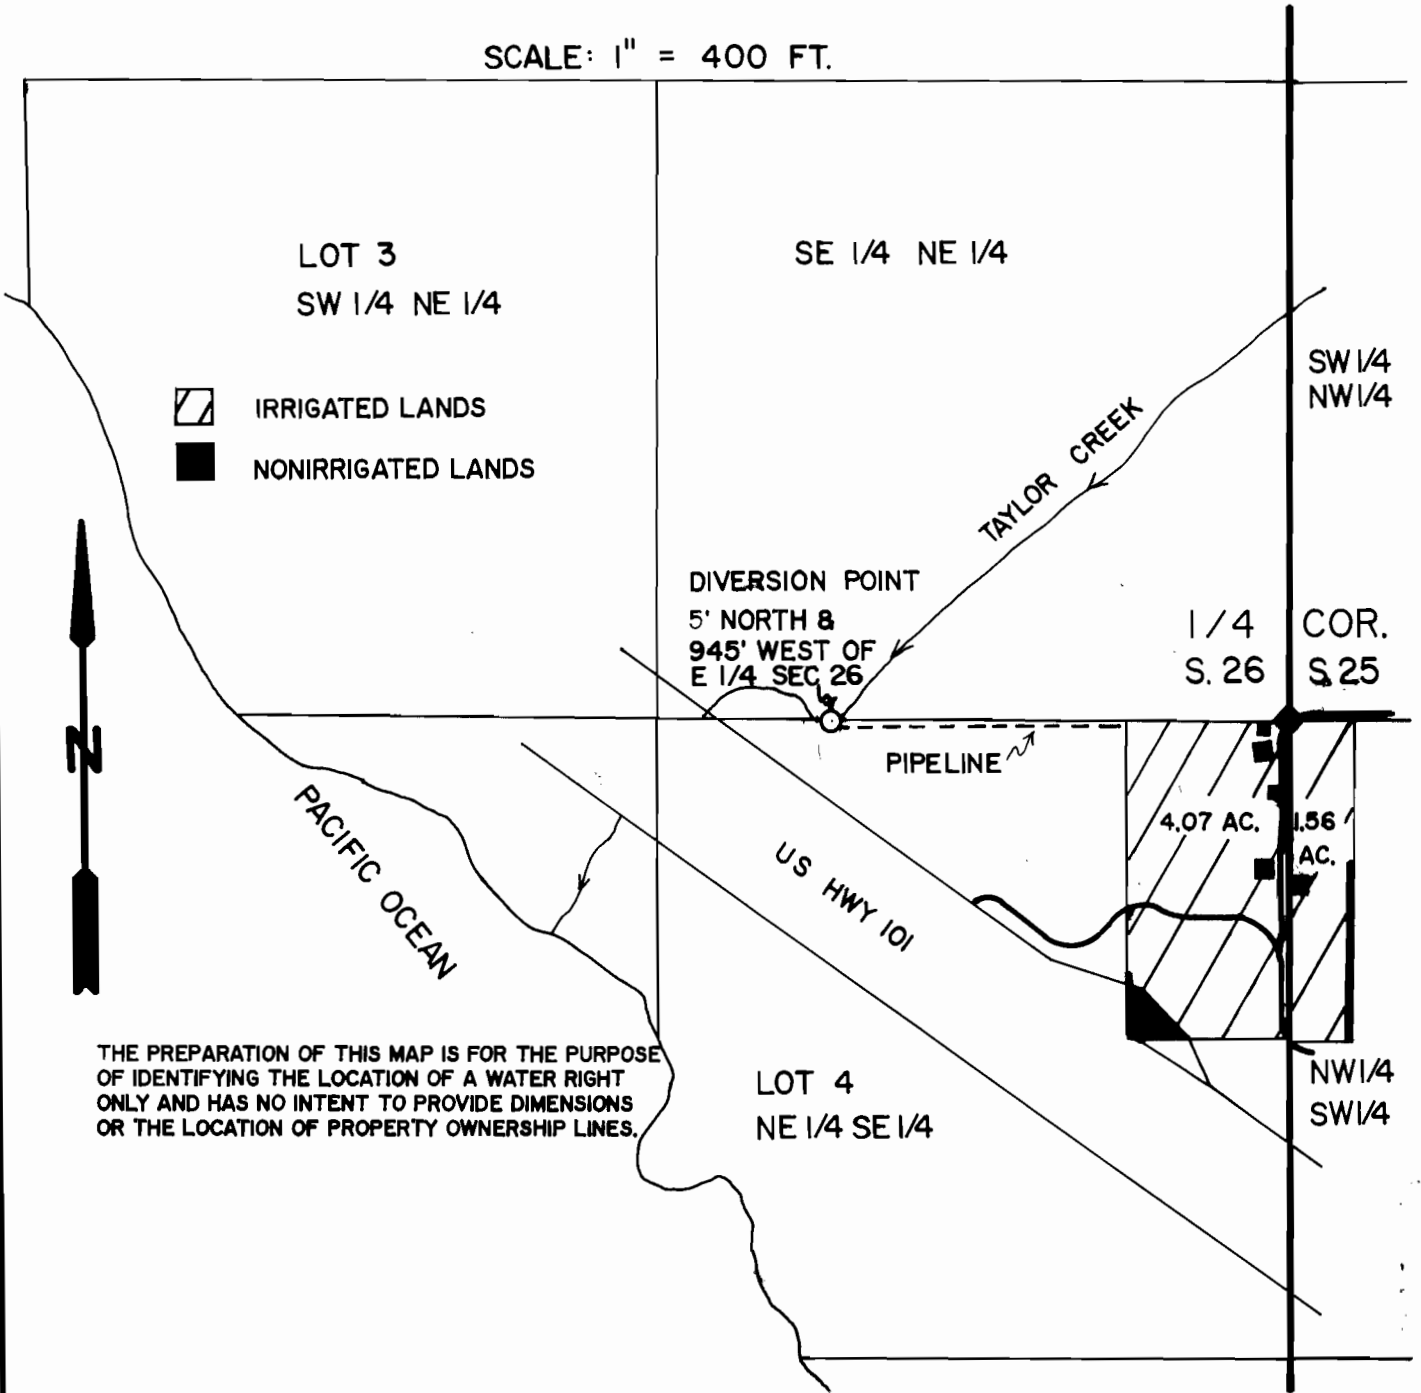 SCALE: 1" = 400 FT.
LOT 3
SW 1/4 NE 1/4
SE 1/4 NE 1/4
SW 1/4
NW 1/4
IRRIGATED LANDS
NONIRRIGATED LANDS
TAYLOR CREEK
DIVERSION POINT
5' NORTH &
945' WEST OF
E 1/4 SEC 26
1/4 COR.
S. 26 S. 25
N
PIPELINE
4.07 AC.
1.56
AC.
US HWY 101
PACIFIC OCEAN
THE PREPARATION OF THIS MAP IS FOR THE PURPOSE
OF IDENTIFYING THE LOCATION OF A WATER RIGHT
ONLY AND HAS NO INTENT TO PROVIDE DIMENSIONS
OR THE LOCATION OF PROPERTY OWNERSHIP LINES.
LOT 4
NE 1/4 SE 1/4
NW 1/4
SW 1/4